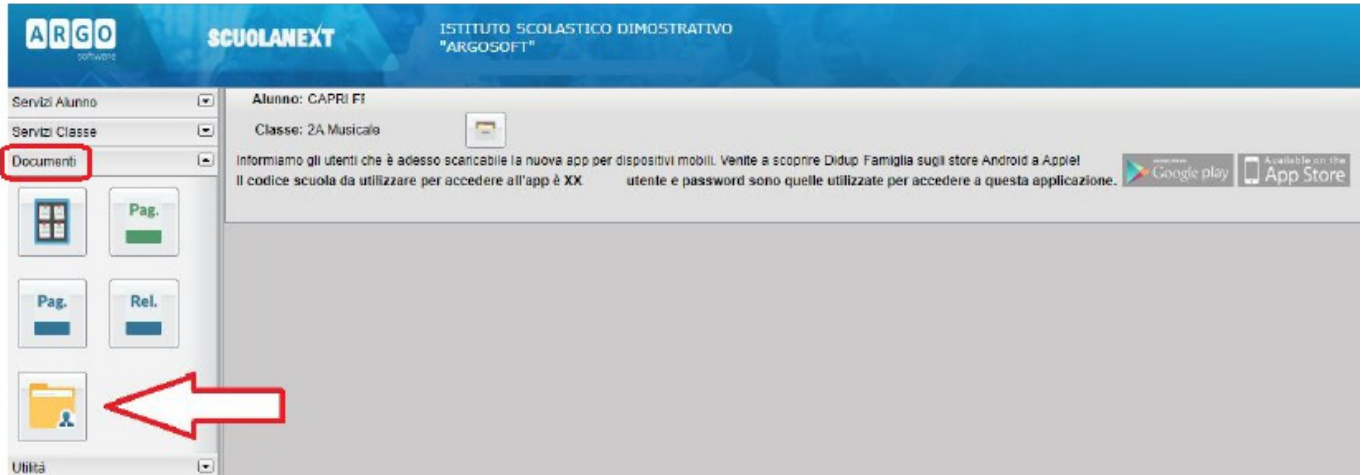 ARGO
software
SCUOLANEXT
ISTITUTO SCOLASTICO DIMOSTRATIVO
"ARGOSOFT"
Servizi Alunno
Servizi Classe
Documenti
Pag.
Pag.
Rel.
Utilità
Alunno: CAPRI FF
Classe: 2A Musicale
Informiamo gli utenti che è adesso scaricabile la nuova app per dispositivi mobili. Venite a scoprire Didup Famiglia sugli store Android a Apple!
Il codice scuola da utilizzare per accedere all'app è XX utente e password sono quelle utilizzate per accedere a questa applicazione.
Google play
Available on the
App Store